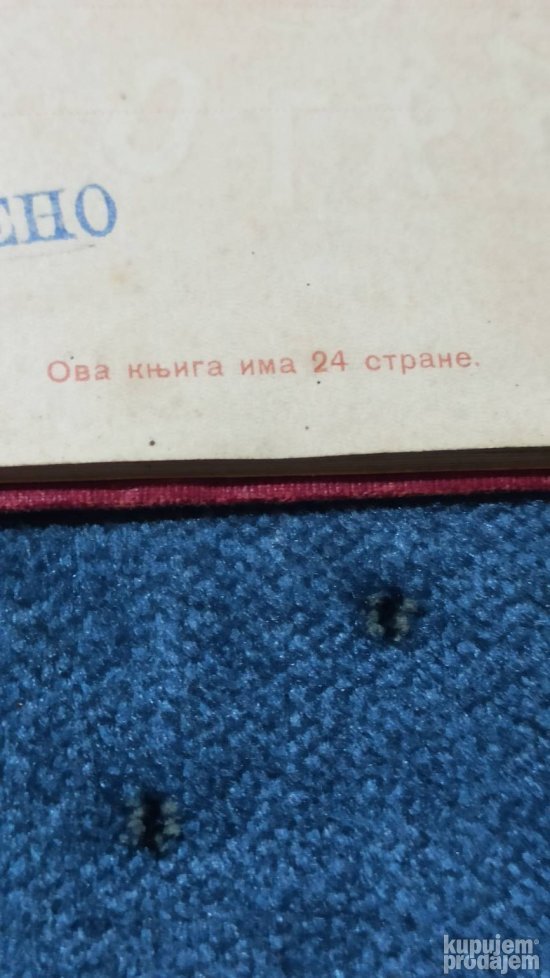 ЕНО
Ова књига има 24 стране.
kupujem
prodajem